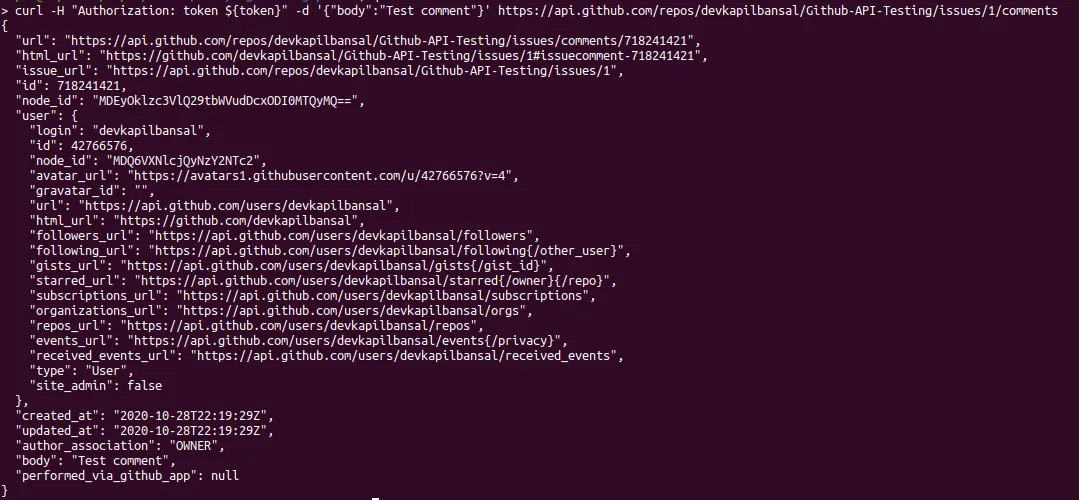 > curl -H "Authorization: token ${token}" -d '{"body":"Test comment"}' https://api.github.com/repos/devkapilbansal/Github-API-Testing/issues/1/comments
{
  "url": "https://api.github.com/repos/devkapilbansal/Github-API-Testing/issues/comments/718241421",
  "html_url": "https://github.com/devkapilbansal/Github-API-Testing/issues/1#issuecomment-718241421",
  "issue_url": "https://api.github.com/repos/devkapilbansal/Github-API-Testing/issues/1",
  "id": 718241421,
  "node_id": "MDEyOklzc3VlQ29tbWVudDcxODI0MTQyMQ==",
  "user": {
    "login": "devkapilbansal",
    "id": 42766576,
    "node_id": "MDQ6VXNlcjQyNzY2NTc2",
    "avatar_url": "https://avatars1.githubusercontent.com/u/42766576?v=4",
    "gravatar_id": "",
    "url": "https://api.github.com/users/devkapilbansal",
    "html_url": "https://github.com/devkapilbansal",
    "followers_url": "https://api.github.com/users/devkapilbansal/followers",
    "following_url": "https://api.github.com/users/devkapilbansal/following{/other_user}",
    "gists_url": "https://api.github.com/users/devkapilbansal/gists{/gist_id}",
    "starred_url": "https://api.github.com/users/devkapilbansal/starred{/owner}{/repo}",
    "subscriptions_url": "https://api.github.com/users/devkapilbansal/subscriptions",
    "organizations_url": "https://api.github.com/users/devkapilbansal/orgs",
    "repos_url": "https://api.github.com/users/devkapilbansal/repos",
    "events_url": "https://api.github.com/users/devkapilbansal/events{/privacy}",
    "received_events_url": "https://api.github.com/users/devkapilbansal/received_events",
    "type": "User",
    "site_admin": false
  },
  "created_at": "2020-10-28T22:19:29Z",
  "updated_at": "2020-10-28T22:19:29Z",
  "author_association": "OWNER",
  "body": "Test comment",
  "performed_via_github_app": null
}